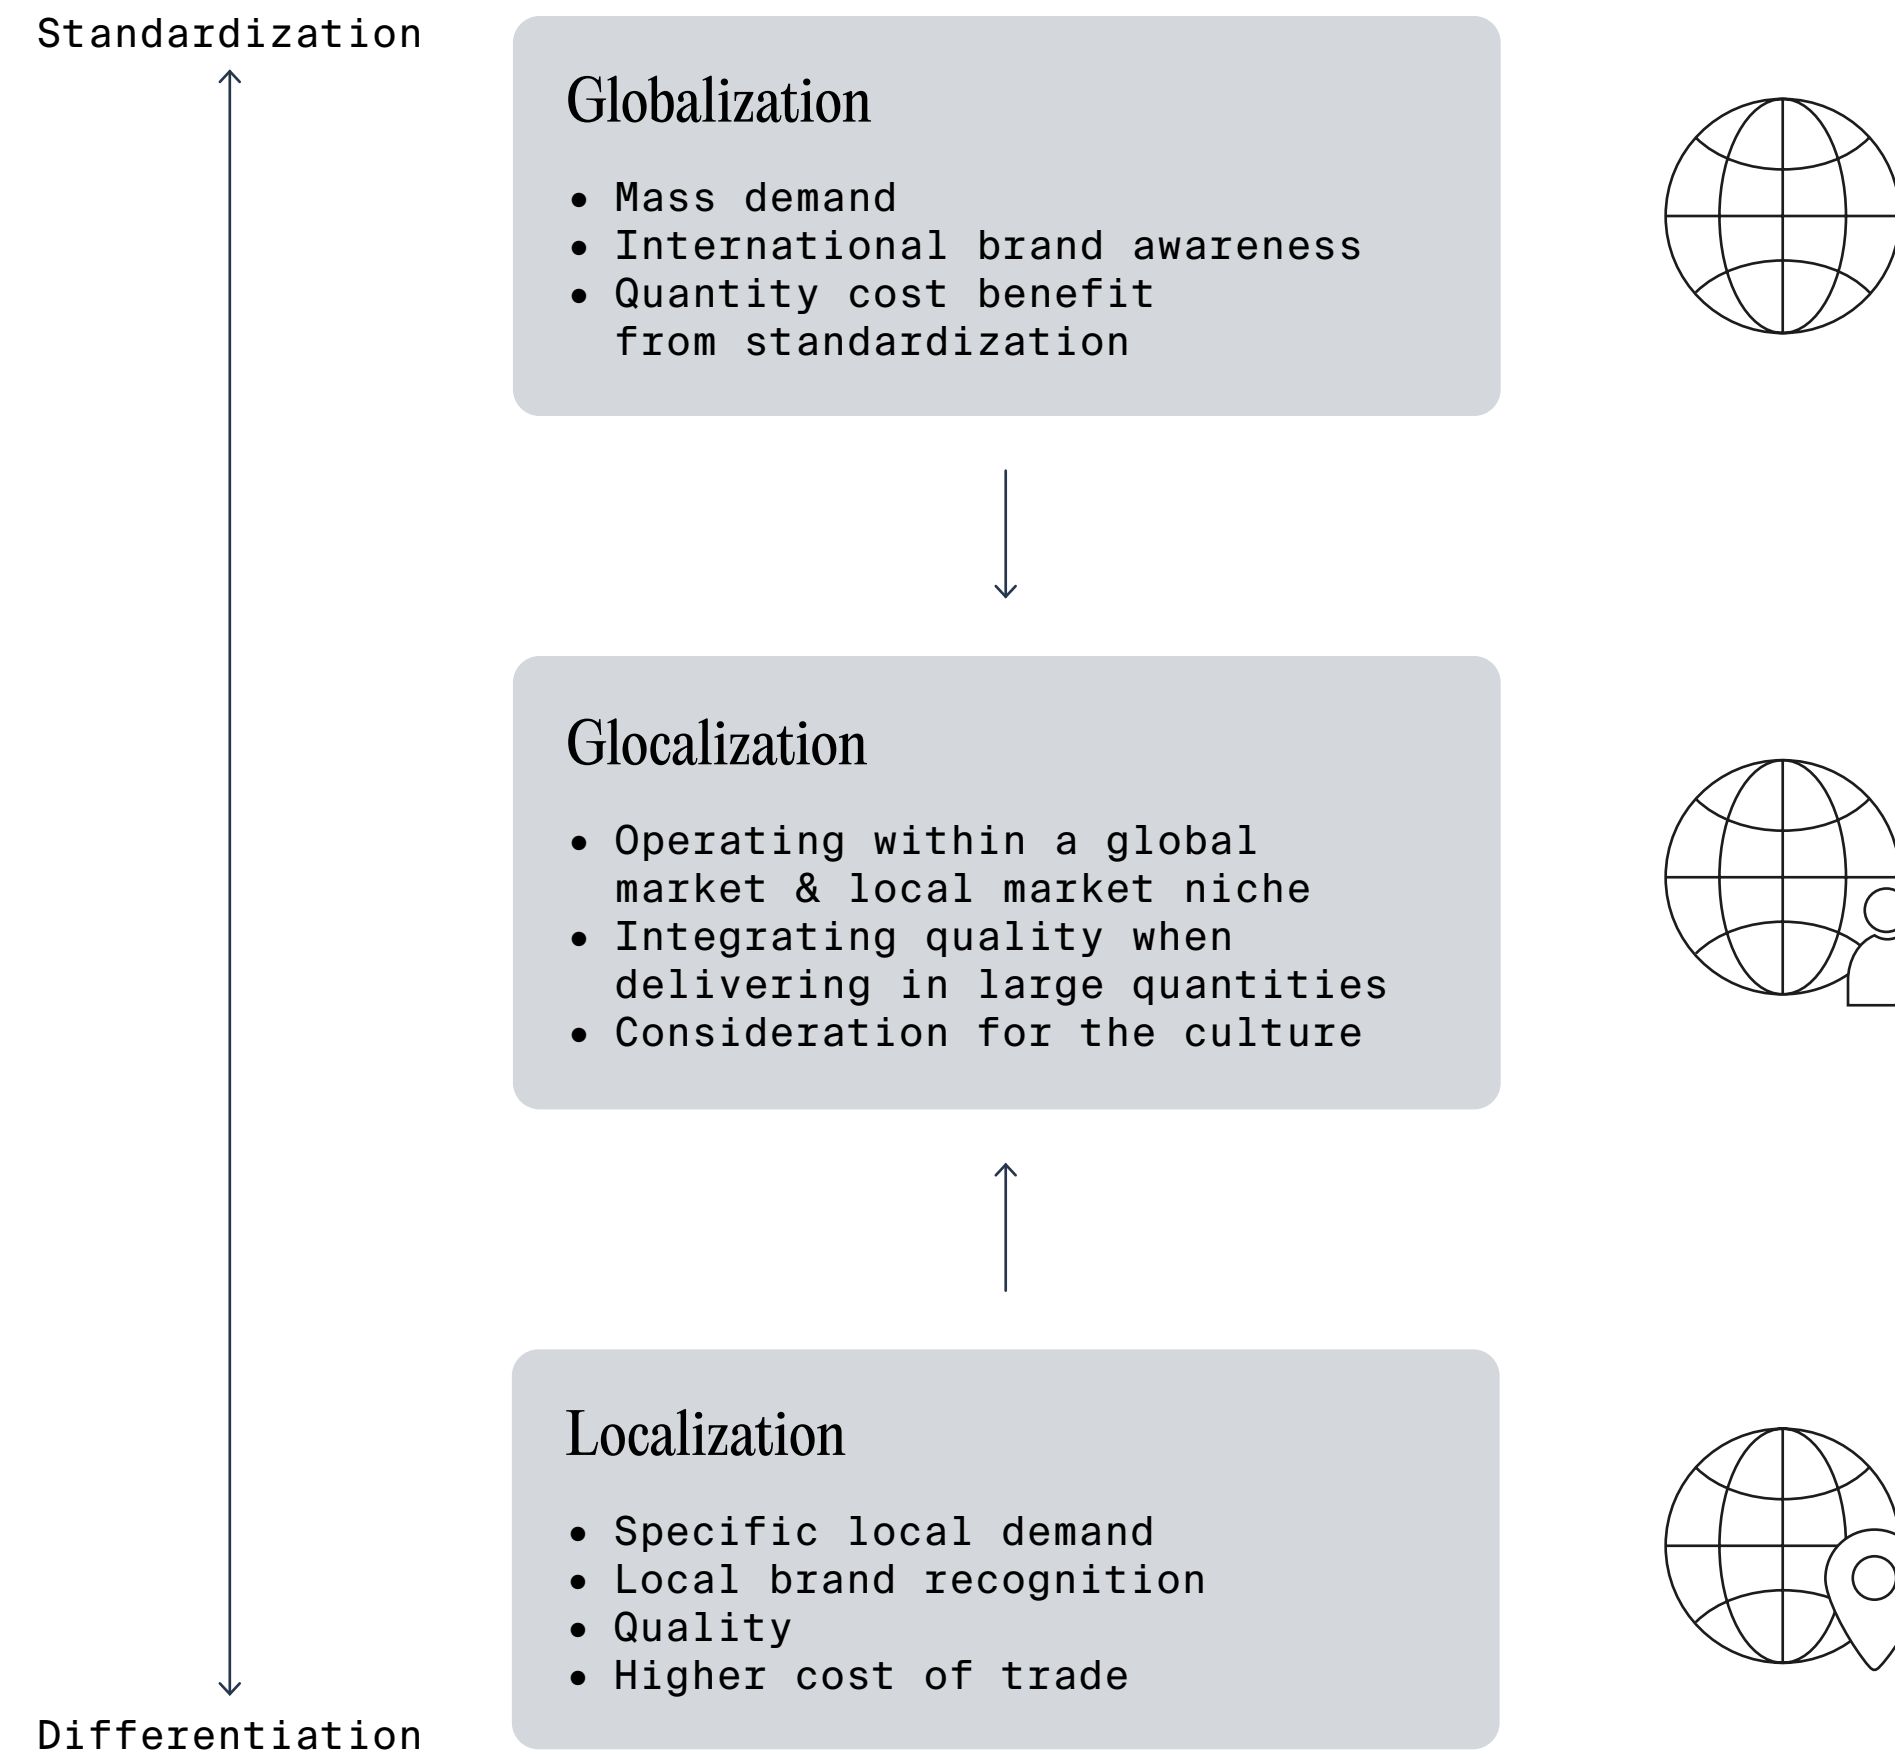 Standardization
Globalization
• Mass demand
• International brand awareness
• Quantity cost benefit
from standardization
Glocalization
• Operating within a global
market & local market niche
• Integrating quality when
delivering in large quantities
• Consideration for the culture
Localization
• Specific local demand
• Local brand recognition
• Quality
• Higher cost of trade
Differentiation